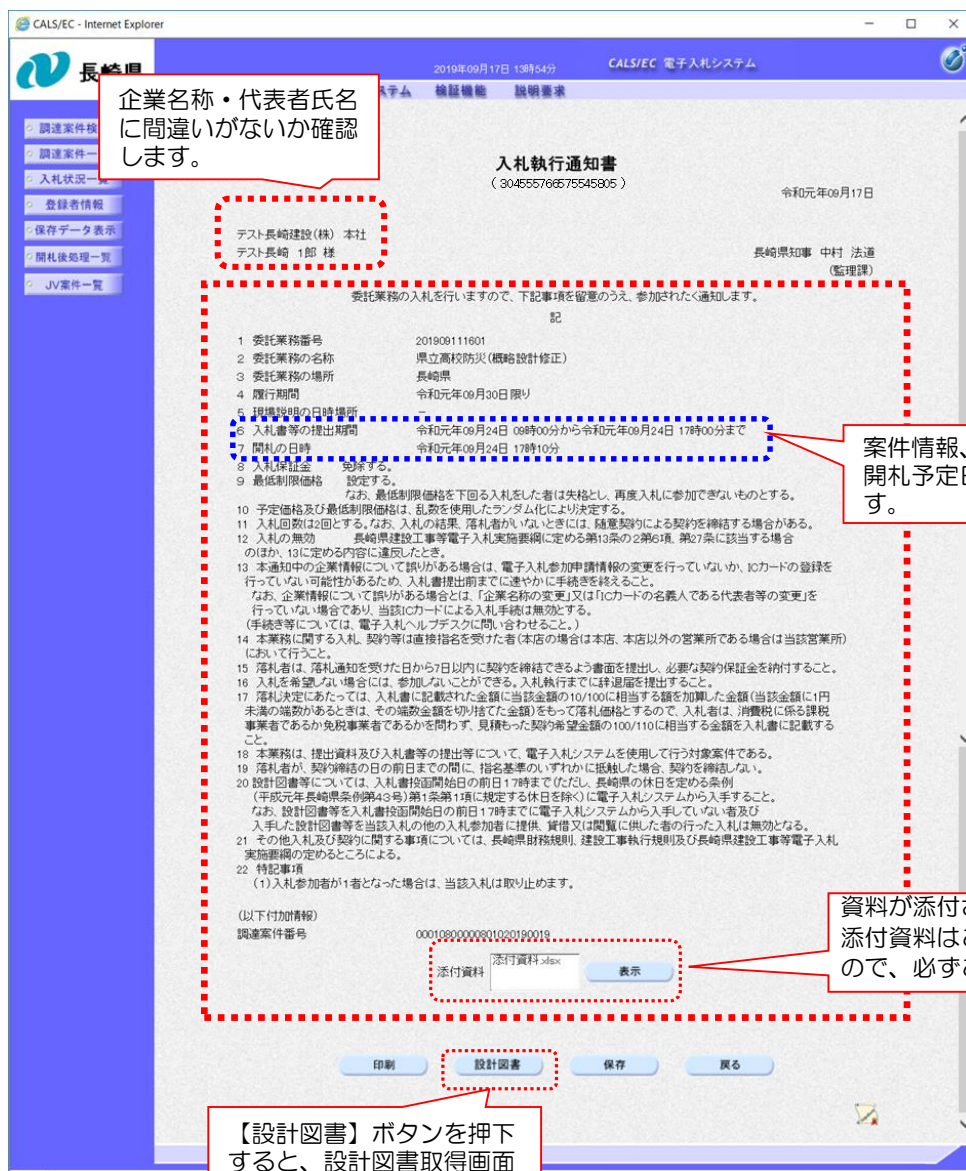 CALS/EC - Internet Explorer
長崎県
2019年09月17日 13時54分
CALS/EC 電子入札システム
検証機能
説明要求
企業名称・代表者氏名
に間違いがないか確認
します。
調達案件検
調達案件一
入札状況一覧
登録者情報
保存データ表示
開札後処理一覧
JV案件一覧
入札執行通知書
(304555766575545805)
令和元年09月17日
テスト長崎建設(株) 本社
テスト長崎 1郎 様
長崎県知事 中村 法道
(監理課)
委託業務の入札を行いますので、下記事項を留意のうえ、参加されたく通知します。
記
1 委託業務番号 201909111601
2 委託業務の名称 県立高校防災(概略設計修正)
3 委託業務の場所 長崎県
4 履行期間 令和元年09月30日限り
5 現場説明の日時場所 −
6 入札書等の提出期間 令和元年09月24日 09時00分から令和元年09月24日 17時00分まで
7 開札の日時 令和元年09月24日 17時10分
8 入札保証金 免除する。
9 最低制限価格 設定する。
なお、最低制限価格を下回る入札をした者は失格とし、再度入札に参加できないものとする。
10 予定価格及び最低制限価格は、乱数を使用したランダム化により決定する。
11 入札回数は2回とする。なお、入札の結果、落札者がいないときには、随意契約による契約を締結する場合がある。
12 入札の無効 長崎県建設工事等電子入札実施要綱に定める第13条の2第6項、第27条に該当する場合
のほか、13に定める内容に違反したとき。
13 本通知中の企業情報について誤りがある場合は、電子入札参加申請情報の変更を行っていないか、ICカードの登録を
行っていない可能性があるため、入札書提出前までに速やかに手続きを終えること。
なお、企業情報について誤りがある場合とは、「企業名称の変更」又は「ICカードの名義人である代表者等の変更」を
行っていない場合であり、当該ICカードによる入札手続は無効とする。
(手続き等については、電子入札ヘルプデスクに問い合わせること。)
14 本業務に関する入札、契約等は直接指名を受けた者(本店の場合は本店、本店以外の営業所である場合は当該営業所)
において行うこと。
15 落札者は、落札通知を受けた日から7日以内に契約を締結できるよう書面を提出し、必要な契約保証金を納付すること。
16 入札を希望しない場合には、参加しないことができる。入札執行までに辞退届を提出すること。
17 落札決定にあたっては、入札書に記載された金額に当該金額の10/100に相当する額を加算した金額(当該金額に1円
未満の端数があるときは、その端数金額を切り捨てた金額)をもって落札価格とするので、入札者は、消費税に係る課税
事業者であるか免税事業者であるかを問わず、見積もった契約希望金額の100/110に相当する金額を入札書に記載する
こと。
18 本業務は、提出資料及び入札書等の提出等について、電子入札システムを使用して行う対象案件である。
19 落札者が、契約締結の日の前日までの間に、指名基準のいずれかに抵触した場合、契約を締結しない。
20 設計図書等については、入札書投函開始日の前日17時まで(ただし、長崎県の休日を定める条例
(平成元年長崎県条例第43号)第1条第1項に規定する休日を除く)に電子入札システムから入手すること。
なお、設計図書等を入札書投函開始日の前日17時までに電子入札システムから入手していない者及び
入手した設計図書等を当該入札の他の入札参加者に提供、貸借又は閲覧に供した者の行った入札は無効となる。
21 その他入札及び契約に関する事項については、長崎県財務規則、建設工事執行規則及び長崎県建設工事等電子入札
実施要綱の定めるところによる。
22 特記事項
(1)入札参加者が1者となった場合は、当該入札は取り止めます。
案件情報、
開札予定日
す。
(以下付加情報)
調達案件番号 00010800000801020190019
添付資料 添付資料.xlsx 表示
資料が添付さ
添付資料はこ
ので、必ずこ
印刷 設計図書 保存 戻る
【設計図書】ボタンを押下
すると、設計図書取得画面